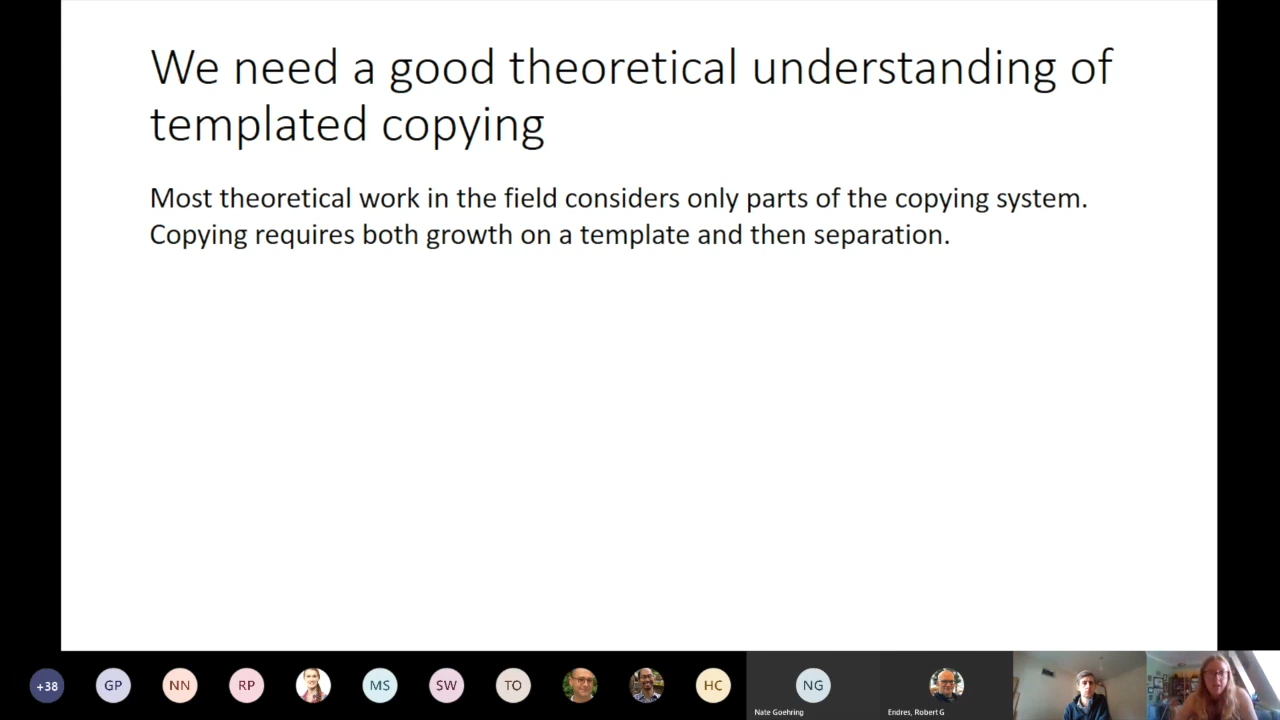 We need a good theoretical understanding of
templated copying
Most theoretical work in the field considers only parts of the copying system.
Copying requires both growth on a template and then separation.
+38
GP
NN
RP
MS
SW
TO
HC
NG
Nate Goehring
Endres, Robert G